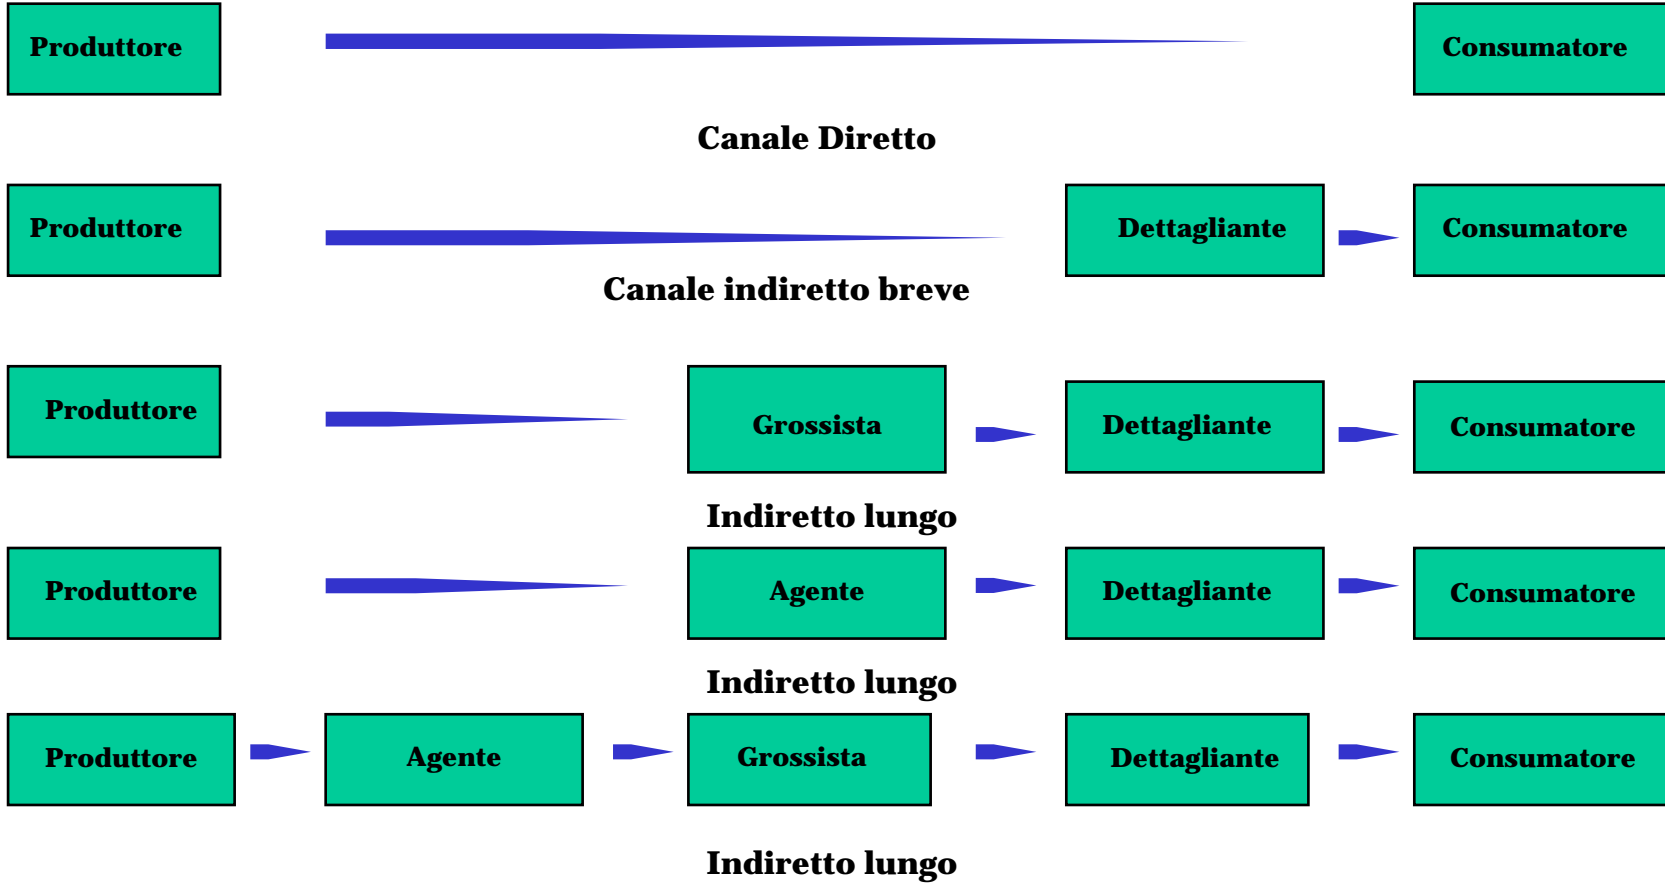 Produttore
Consumatore
Canale Diretto
Produttore
Dettagliante
Consumatore
Canale indiretto breve
Produttore
Grossista
Dettagliante
Consumatore
Indiretto lungo
Produttore
Agente
Dettagliante
Consumatore
Indiretto lungo
Produttore
Agente
Grossista
Dettagliante
Consumatore
Indiretto lungo